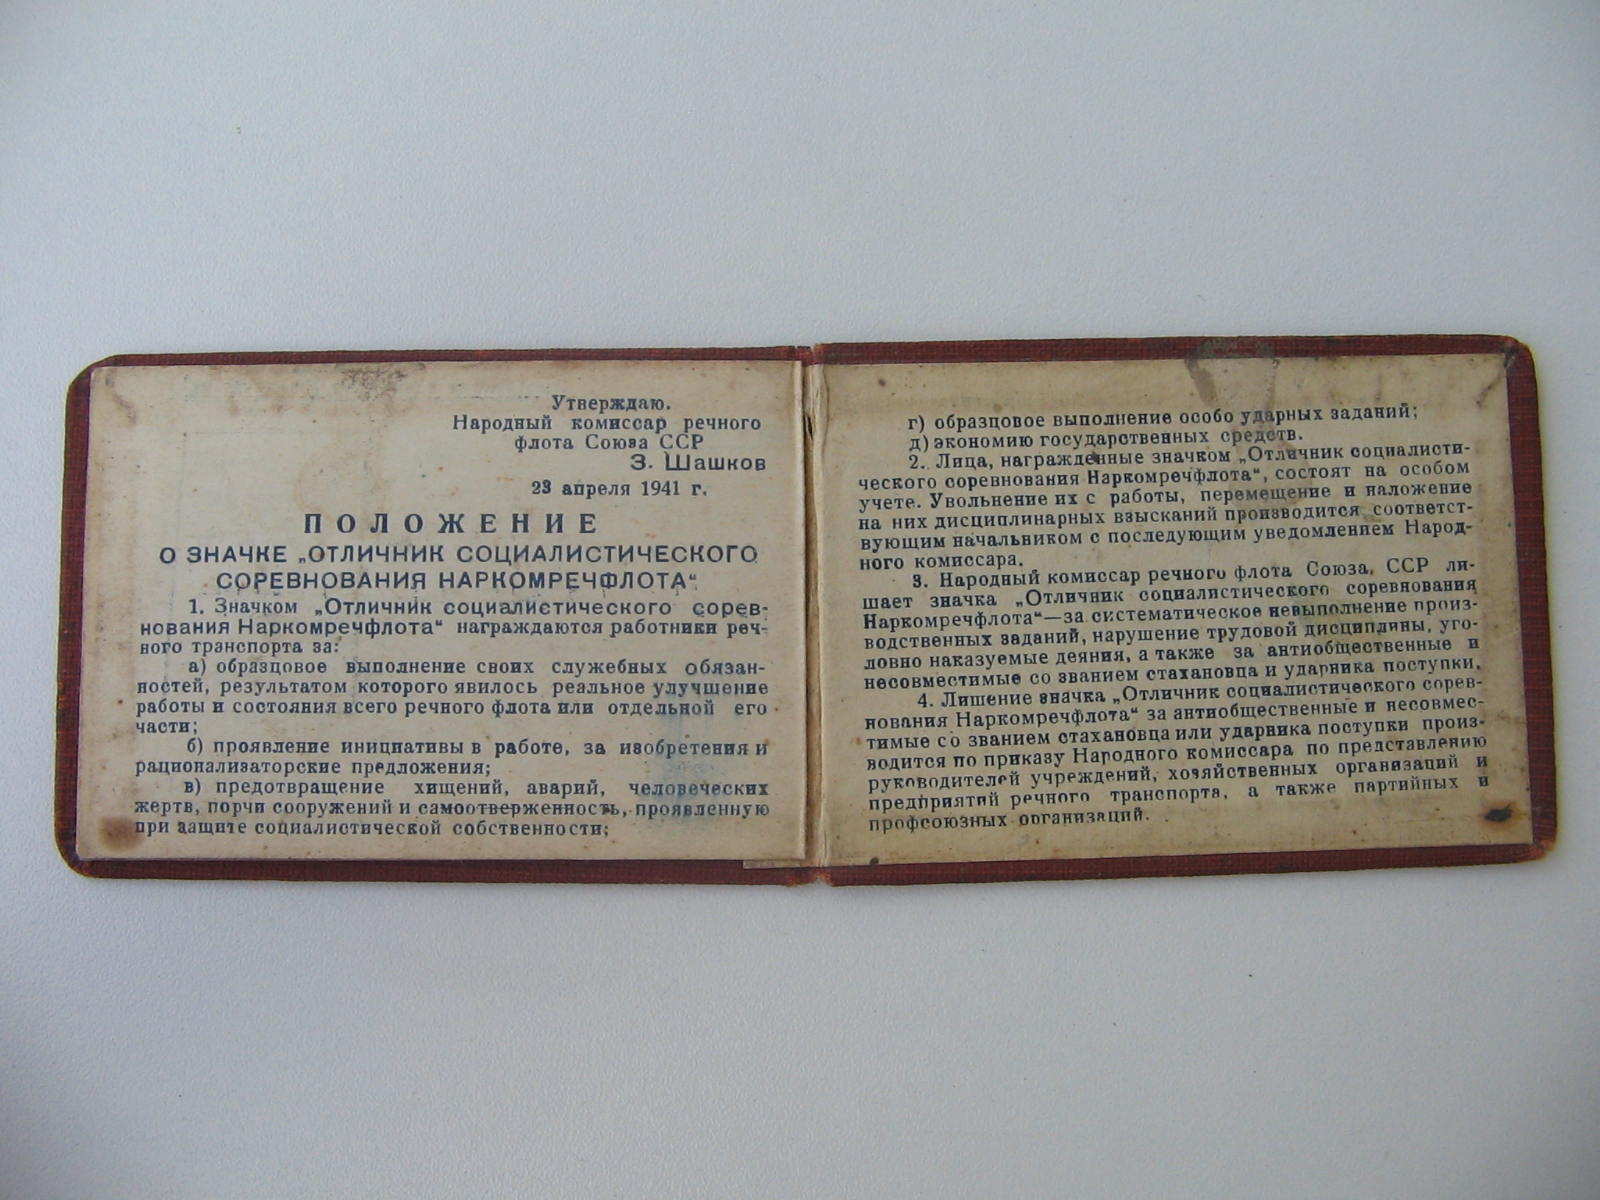 Утверждаю.
Народный комиссар речного
флота Союза ССР
З. Шашков
23 апреля 1941 г.
ПОЛОЖЕНИЕ
О ЗНАЧКЕ „ОТЛИЧНИК СОЦИАЛИСТИЧЕСКОГО
СОРЕВНОВАНИЯ НАРКОМРЕЧФЛОТА“
1. Значком „Отличник социалистического сорев-
нования Наркомречфлота“ награждаются работники реч-
ного транспорта за:
а) образцовое выполнение своих служебных обязан-
ностей, результатом которого явилось реальное улучшение
работы и состояния всего речного флота или отдельной его
части;
б) проявление инициативы в работе, за изобретения и
рационализаторские предложения;
в) предотвращение хищений, аварий, человеческих
жертв, порчи сооружений и самоотверженность, проявленную
при защите социалистической собственности;
г) образцовое выполнение особо ударных заданий;
д) экономию государственных средств.
2. Лица, награжденные значком „Отличник социалисти-
ческого соревнования Наркомречфлота“, состоят на особом
учете. Увольнение их с работы, перемещение и наложение
на них дисциплинарных взысканий производится соответст-
вующим начальником с последующим уведомлением Народ-
ного комиссара.
3. Народный комиссар речного флота Союза ССР ли-
шает значка „Отличник социалистического соревнования
Наркомречфлота“—за систематическое невыполнение произ-
водственных заданий, нарушение трудовой дисциплины, уго-
ловно наказуемые деяния, а также за антиобщественные и
несовместимые со званием стахановца и ударника поступки.
4. Лишение значка „Отличник социалистического сорев-
нования Наркомречфлота“ за антиобщественные и несовмес-
тимые со званием стахановца или ударника поступки произ-
водится по приказу Народного комиссара по представлению
руководителей учреждений, хозяйственных организаций и
предприятий речного транспорта, а также партийных и
профсоюзных организаций.